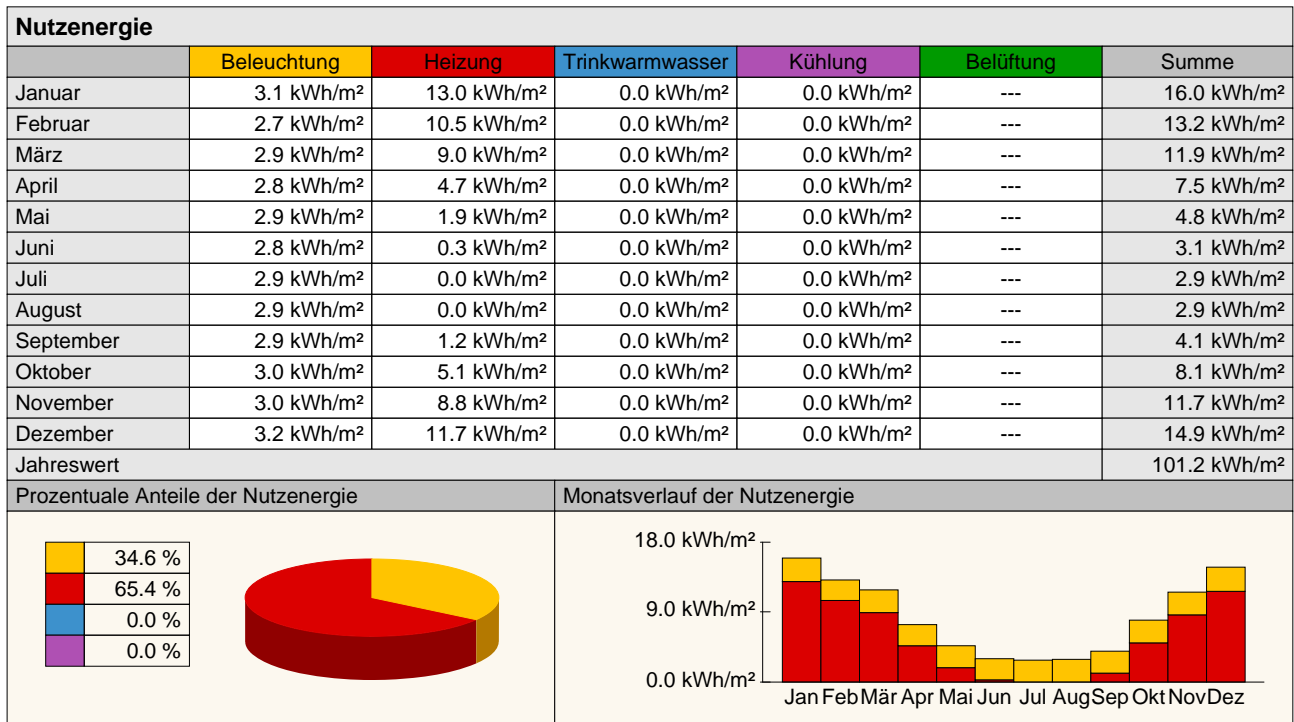 Nutzenergie
Beleuchtung Heizung Trinkwarmwasser Kühlung Belüftung Summe
Januar 3.1 kWh/m² 13.0 kWh/m² 0.0 kWh/m² 0.0 kWh/m² --- 16.0 kWh/m²
Februar 2.7 kWh/m² 10.5 kWh/m² 0.0 kWh/m² 0.0 kWh/m² --- 13.2 kWh/m²
März 2.9 kWh/m² 9.0 kWh/m² 0.0 kWh/m² 0.0 kWh/m² --- 11.9 kWh/m²
April 2.8 kWh/m² 4.7 kWh/m² 0.0 kWh/m² 0.0 kWh/m² --- 7.5 kWh/m²
Mai 2.9 kWh/m² 1.9 kWh/m² 0.0 kWh/m² 0.0 kWh/m² --- 4.8 kWh/m²
Juni 2.8 kWh/m² 0.3 kWh/m² 0.0 kWh/m² 0.0 kWh/m² --- 3.1 kWh/m²
Juli 2.9 kWh/m² 0.0 kWh/m² 0.0 kWh/m² 0.0 kWh/m² --- 2.9 kWh/m²
August 2.9 kWh/m² 0.0 kWh/m² 0.0 kWh/m² 0.0 kWh/m² --- 2.9 kWh/m²
September 2.9 kWh/m² 1.2 kWh/m² 0.0 kWh/m² 0.0 kWh/m² --- 4.1 kWh/m²
Oktober 3.0 kWh/m² 5.1 kWh/m² 0.0 kWh/m² 0.0 kWh/m² --- 8.1 kWh/m²
November 3.0 kWh/m² 8.8 kWh/m² 0.0 kWh/m² 0.0 kWh/m² --- 11.7 kWh/m²
Dezember 3.2 kWh/m² 11.7 kWh/m² 0.0 kWh/m² 0.0 kWh/m² --- 14.9 kWh/m²
Jahreswert 101.2 kWh/m²
Prozentuale Anteile der Nutzenergie
34.6 %
65.4 %
0.0 %
0.0 %
Monatsverlauf der Nutzenergie
18.0 kWh/m²
9.0 kWh/m²
0.0 kWh/m²
Jan Feb Mär Apr Mai Jun Jul Aug Sep Okt Nov Dez